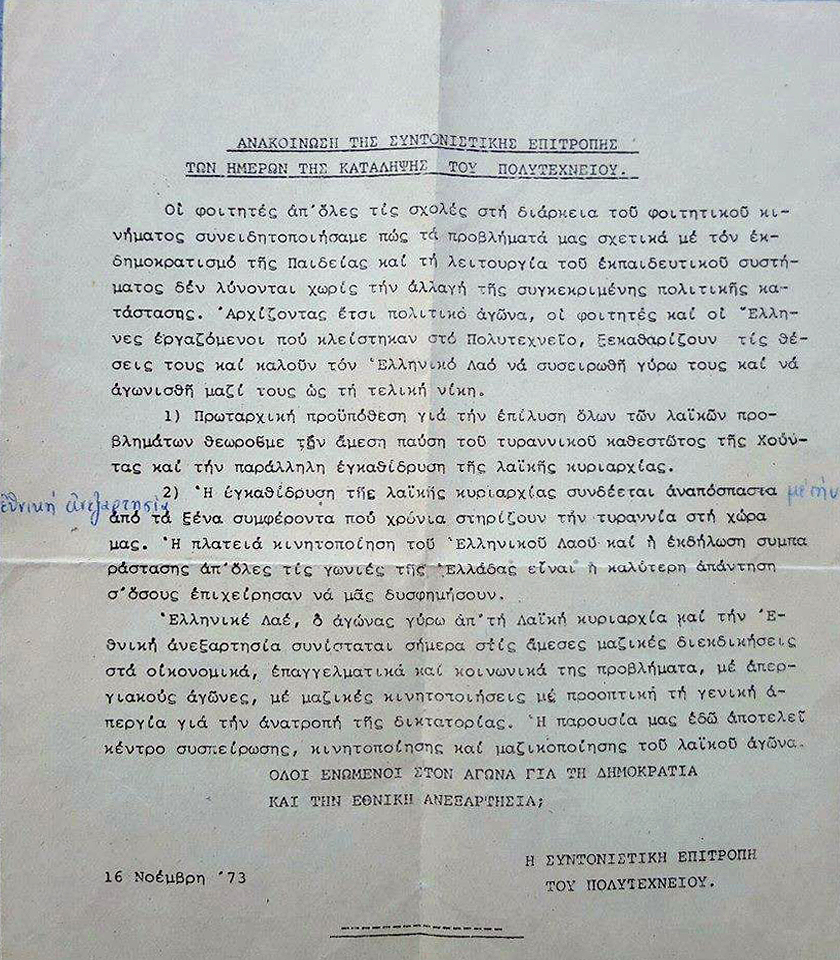 ΑΝΑΚΟΙΝΩΣΗ ΤΗΣ ΣΥΝΤΟΝΙΣΤΙΚΗΣ ΕΠΙΤΡΟΠΗΣ
ΤΩΝ ΗΜΕΡΩΝ ΤΗΣ ΚΑΤΑΛΗΨΗΣ ΤΟΥ ΠΟΛΥΤΕΧΝΕΙΟΥ.
Οἱ φοιτητές ἀπ'ὅλες τίς σχολές στή διάρκεια τοῦ φοιτητικοῦ κι-
νήματος συνειδητοποιήσαμε πώς τά προβλήματά μας σχετικά μέ τόν ἐκ-
δημοκρατισμό τῆς Παιδείας καί τή λειτουργία τοῦ ἐκπαιδευτικοῦ συστή-
ματος δέν λύνονται χωρίς τήν ἀλλαγή τῆς συγκεκριμένης πολιτικῆς κα-
τάστασης. Ἀρχίζοντας ἔτσι πολιτικό ἀγῶνα, οἱ φοιτητές καί οἱ Ἕλλη-
νες ἐργαζόμενοι πού κλείστηκαν στό Πολυτεχνεῖο, ξεκαθαρίζουν τίς θέ-
σεις τους καί καλοῦν τόν Ἑλληνικό Λαό νά συσειρωθῆ γύρω τους καί νά
ἀγωνισθῆ μαζί τους ὡς τή τελική νίκη.
1) Πρωταρχική προϋπόθεση γιά τήν ἐπίλυση ὅλων τῶν λαϊκῶν προ-
βλημάτων θεωροῦμε τήν ἄμεση παύση τοῦ τυραννικοῦ καθεστῶτος τῆς Χούν-
τας καί τήν παράλληλη ἐγκαθίδρυση τῆς λαϊκῆς κυριαρχίας.
2) Ἡ ἐγκαθίδρυση τῆς λαϊκῆς κυριαρχίας συνδέεται ἀναπόσπαστα μέ τήν
ἐθνική ἀνεξαρτησία ἀπό τά ξένα συμφέροντα πού χρόνια στηρίζουν τήν τυραννία στή χώρα
μας. Ἡ πλατειά κινητοποίηση τοῦ Ἑλληνικοῦ Λαοῦ καί ἡ ἐκδήλωση συμπα
ράστασης ἀπ'ὅλες τίς γωνιές τῆς Ἑλλάδας εἶναι ἡ καλύτερη ἀπάντηση
σ'ὅσους ἐπιχείρησαν νά μᾶς δυσφημήσουν.
Ἑλληνικέ Λαέ, ὁ ἀγώνας γύρω ἀπ'τή Λαϊκή κυριαρχία καί τήν Ἐ-
θνική ἀνεξαρτησία συνίσταται σήμερα στίς ἄμεσες μαζικές διεκδικήσεις
στά οἰκονομικά, ἐπαγγελματικά καί κοινωνικά της προβλήματα, μέ ἀπερ-
γιακούς ἀγῶνες, μέ μαζικές κινητοποιήσεις μέ προοπτική τή γενική ἀ-
περγία γιά τήν ἀνατροπή τῆς δικτατορίας. Ἡ παρουσία μας ἐδῶ ἀποτελεῖ
κέντρο συσπείρωσης, κινητοποίησης καί μαζικοποίησης τοῦ λαϊκοῦ ἀγῶνα.
ΟΛΟΙ ΕΝΩΜΕΝΟΙ ΣΤΟΝ ΑΓΩΝΑ ΓΙΑ ΤΗ ΔΗΜΟΚΡΑΤΙΑ
ΚΑΙ ΤΗΝ ΕΘΝΙΚΗ ΑΝΕΞΑΡΤΗΣΙΑ;
Η ΣΥΝΤΟΝΙΣΤΙΚΗ ΕΠΙΤΡΟΠΗ
16 Νοέμβρη '73
ΤΟΥ ΠΟΛΥΤΕΧΝΕΙΟΥ.